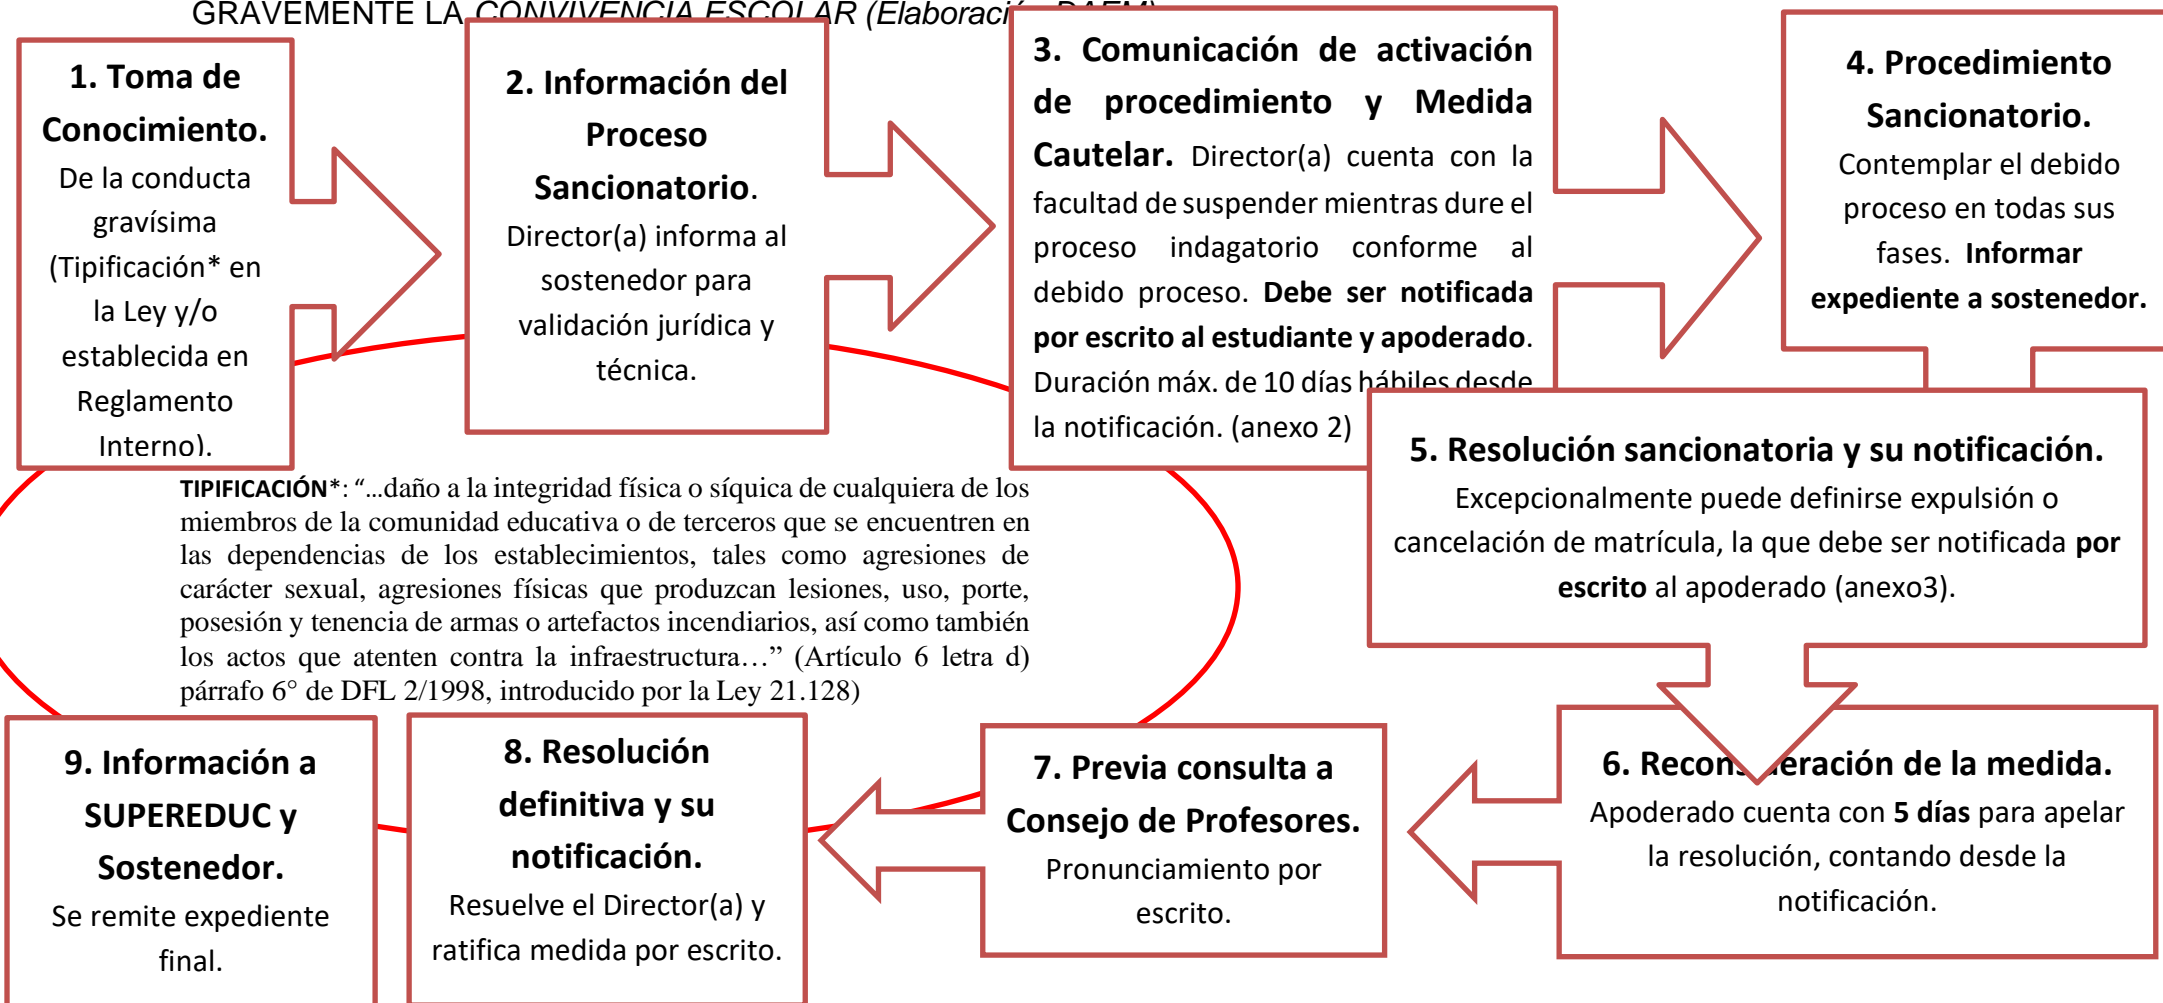 GRAVEMENTE LA CONVIVENCIA ESCOLAR (Elaboración DAEM)
1. Toma de
Conocimiento.
De la conducta
gravísima
(Tipificación* en
la Ley y/o
establecida en
Reglamento
Interno).
2. Información del
Proceso
Sancionatorio.
Director(a) informa al
sostenedor para
validación jurídica y
técnica.
3. Comunicación de activación
de procedimiento y Medida
Cautelar. Director(a) cuenta con la
facultad de suspender mientras dure el
proceso indagatorio conforme al
debido proceso. Debe ser notificada
por escrito al estudiante y apoderado.
Duración máx. de 10 días hábiles desde
la notificación. (anexo 2)
4. Procedimiento
Sancionatorio.
Contemplar el debido
proceso en todas sus
fases. Informar
expediente a sostenedor.
5. Resolución sancionatoria y su notificación.
Excepcionalmente puede definirse expulsión o
cancelación de matrícula, la que debe ser notificada por
escrito al apoderado (anexo3).
TIPIFICACIÓN*: “...daño a la integridad física o síquica de cualquiera de los
miembros de la comunidad educativa o de terceros que se encuentren en
las dependencias de los establecimientos, tales como agresiones de
carácter sexual, agresiones físicas que produzcan lesiones, uso, porte,
posesión y tenencia de armas o artefactos incendiarios, así como también
los actos que atenten contra la infraestructura…” (Artículo 6 letra d)
párrafo 6° de DFL 2/1998, introducido por la Ley 21.128)
6. Reconsideración de la medida.
Apoderado cuenta con 5 días para apelar
la resolución, contando desde la
notificación.
7. Previa consulta a
Consejo de Profesores.
Pronunciamiento por
escrito.
8. Resolución
definitiva y su
notificación.
Resuelve el Director(a) y
ratifica medida por escrito.
9. Información a
SUPEREDUC y
Sostenedor.
Se remite expediente
final.